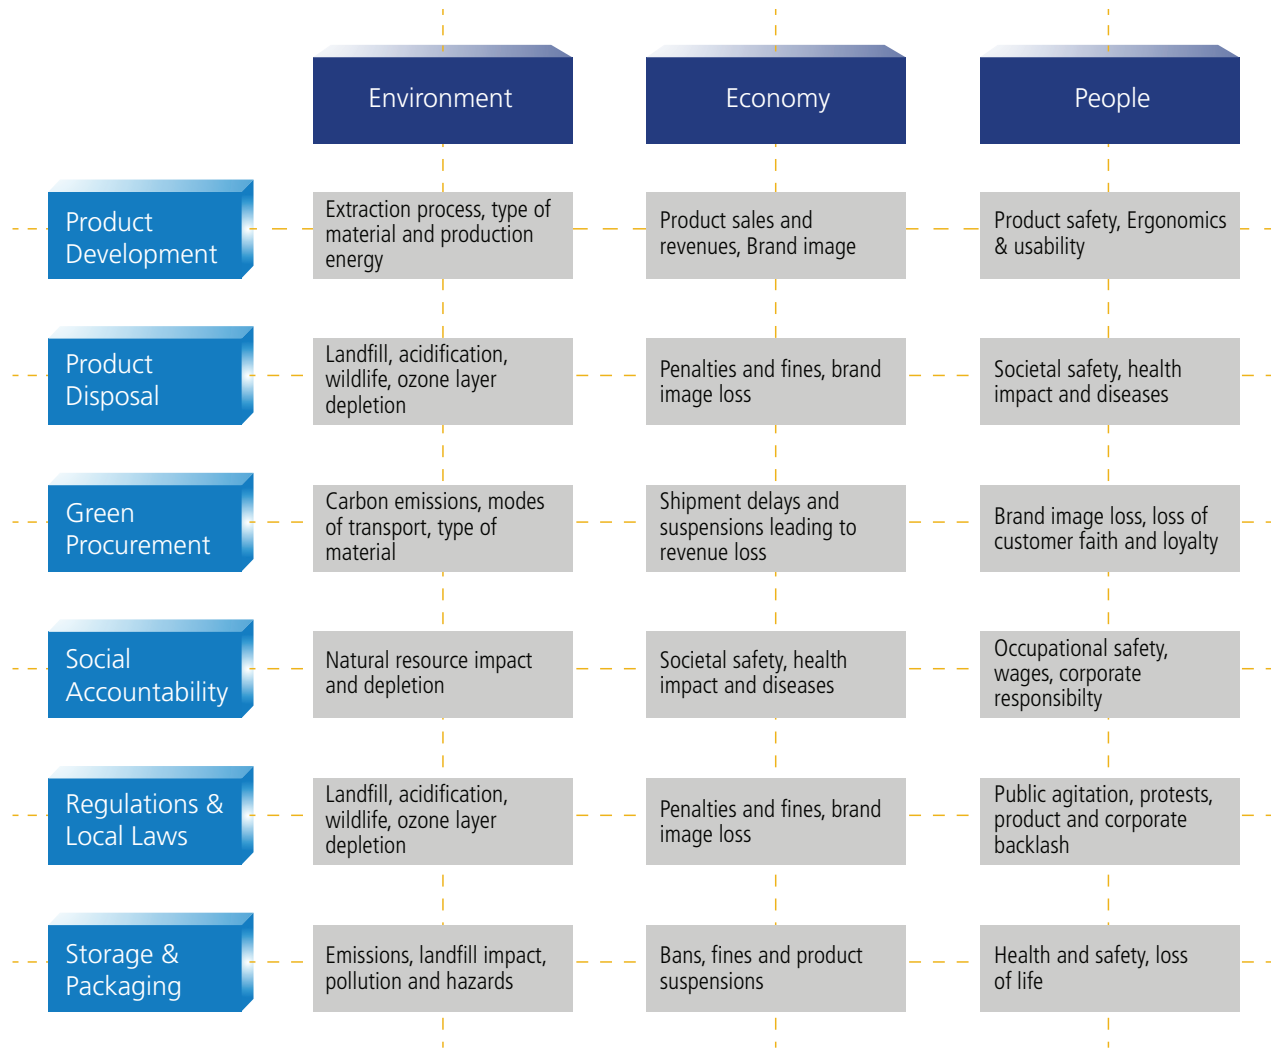 Environment
Economy
People
Product
Development
Extraction process, type of
material and production
energy
Product sales and
revenues, Brand image
Product safety, Ergonomics
& usability
Product
Disposal
Landfill, acidification,
wildlife, ozone layer
depletion
Penalties and fines, brand
image loss
Societal safety, health
impact and diseases
Green
Procurement
Carbon emissions, modes
of transport, type of
material
Shipment delays and
suspensions leading to
revenue loss
Brand image loss, loss of
customer faith and loyalty
Social
Accountability
Natural resource impact
and depletion
Societal safety, health
impact and diseases
Occupational safety,
wages, corporate
responsibilty
Regulations &
Local Laws
Landfill, acidification,
wildlife, ozone layer
depletion
Penalties and fines, brand
image loss
Public agitation, protests,
product and corporate
backlash
Storage &
Packaging
Emissions, landfill impact,
pollution and hazards
Bans, fines and product
suspensions
Health and safety, loss
of life